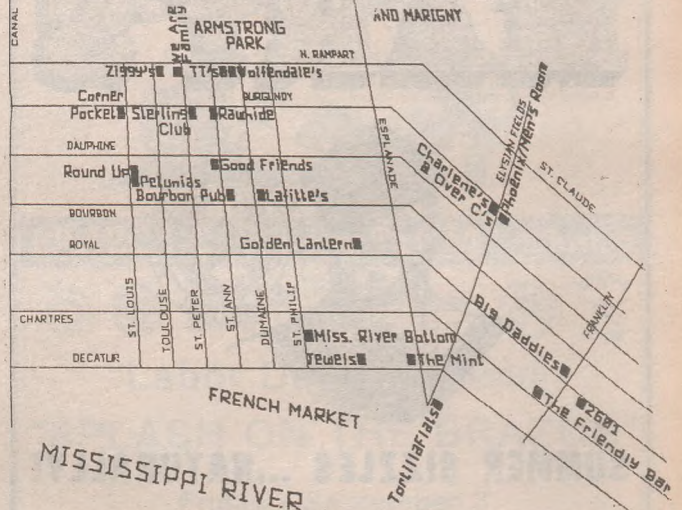 AND MARIGNY
CANAL
We Are
Family
ARMSTRONG
PARK
N. RAMPART
Ziggy's
TT's
Wolfendale's
Corner
Pocket
BURGUNDY
Sterling
Club
Rawhide
DAUPHINE
Round Up
Good Friends
Petunias
Bourbon Pub
Lafitte's
BOURBON
ROYAL
Golden Lantern
ESPLANADE
Charlene's
& Over C's
ELYSIAN FIELDS
Phoenix/Men's Room
ST. CLAUDE
ST. LOUIS
TOULOUSE
ST. PETER
ST. ANN
DUMAINE
ST. PHILIP
CHARTRES
Miss. River Bottom
DECATUR
Jewels
The Mint
Big Daddies
FRANKLIN
2601
The Friendly Bar
FRENCH MARKET
Tortilla Flats
MISSISSIPPI RIVER